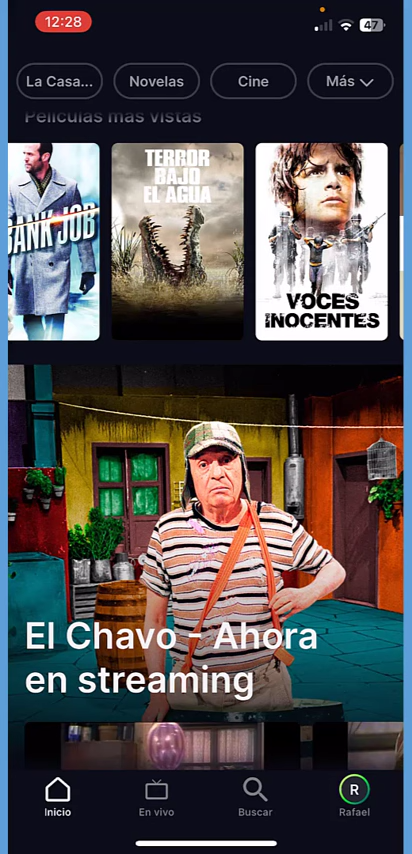 12:28
47
La Casa...
Novelas
Cine
Más
Películas más vistas
BANK JOB
TERROR
BAJO
EL AGUA
VOCES
INOCENTES
El Chavo - Ahora
en streaming
Inicio
En vivo
Buscar
R
Rafael